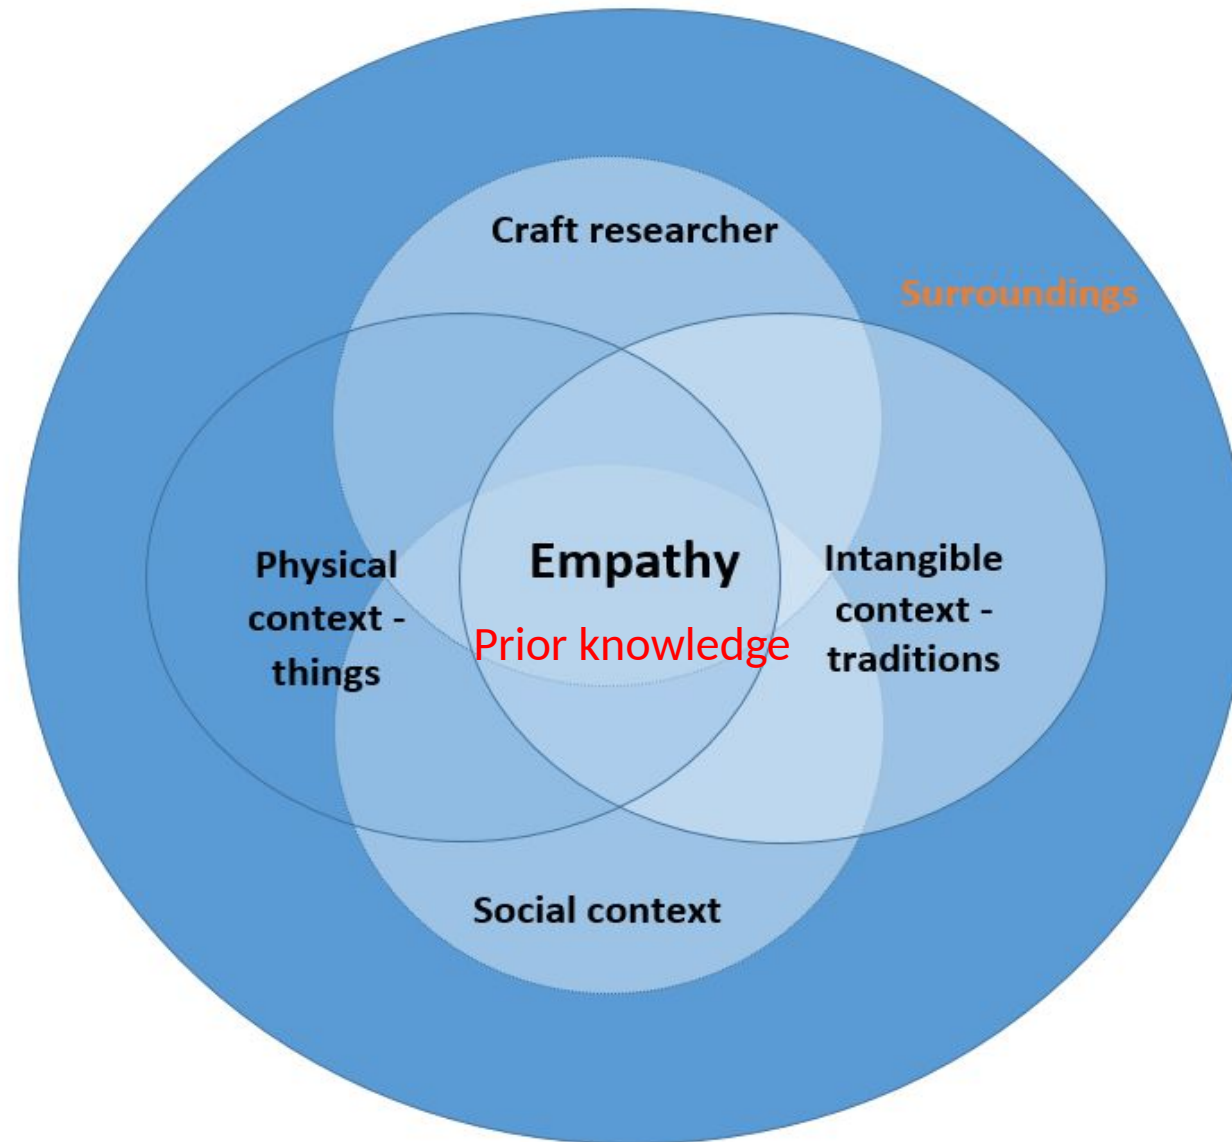 Craft researcher
Surroundings
Physical
context -
things
Empathy
Prior knowledge
Intangible
context -
traditions
Social context